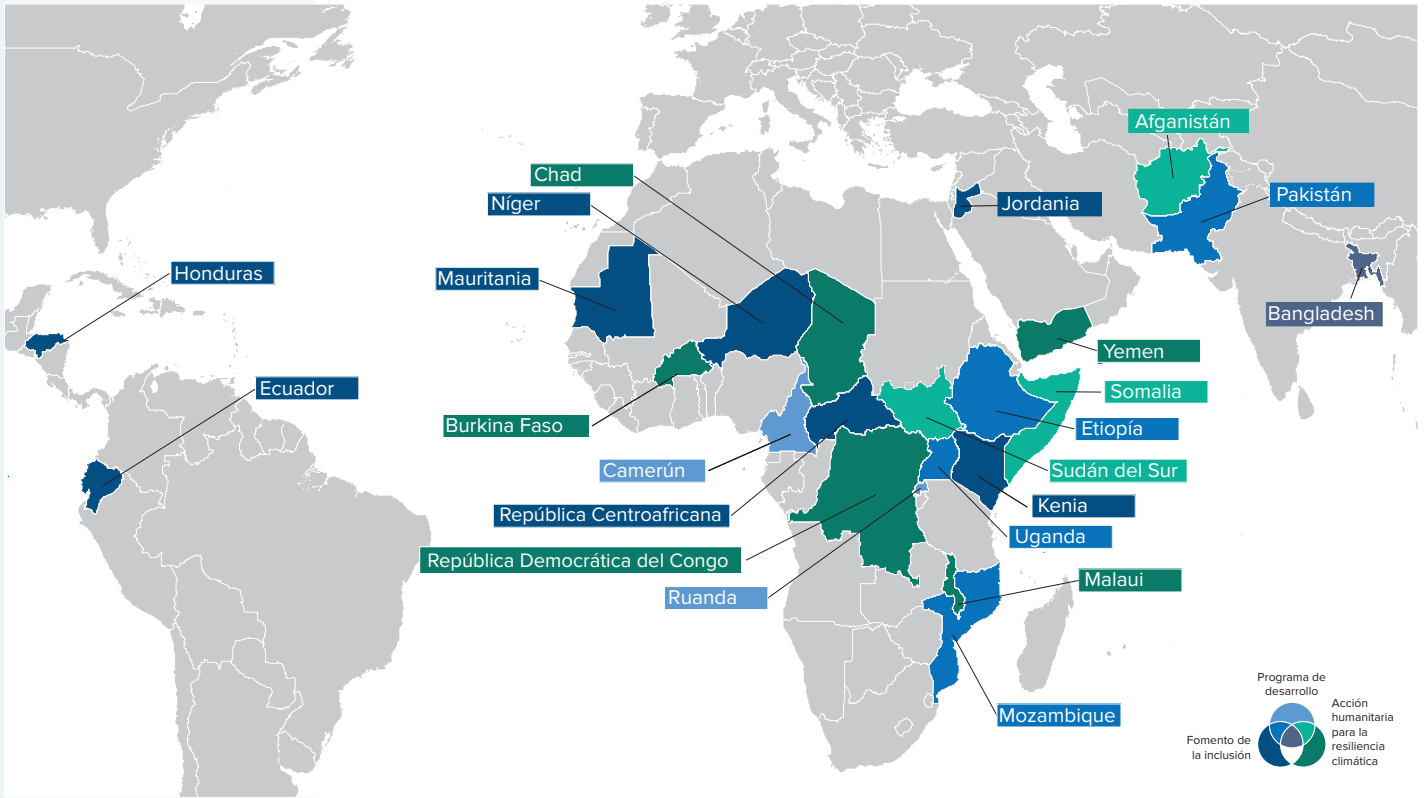 Afganistán
Chad
Pakistán
Níger
Jordania
Honduras
Mauritania
Bangladesh
Yemen
Ecuador
Somalia
Burkina Faso
Etiopía
Camerún
Sudán del Sur
Kenia
República Centroafricana
Uganda
República Democrática del Congo
Malaui
Ruanda
Mozambique
Programa de
desarrollo
Acción
humanitaria
para la
resiliencia
climática
Fomento de
la inclusión